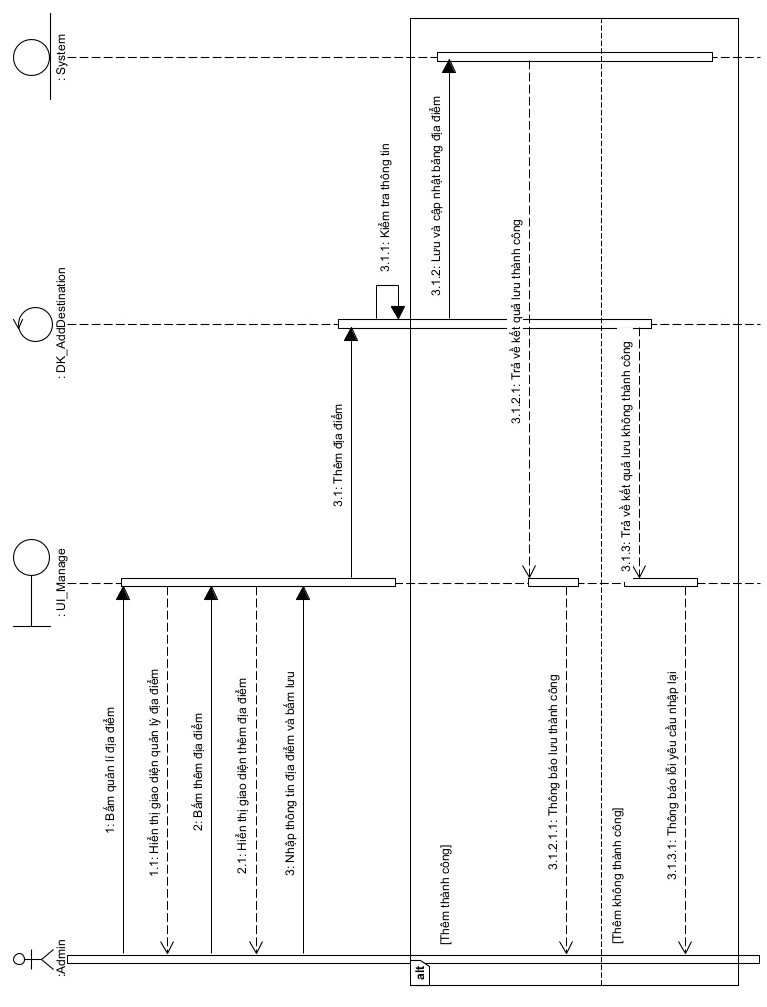 :Admin
: UI_Manage
: DK_AddDestination
: System
1: Bấm quản lí địa điểm
1.1: Hiển thị giao diện quản lý địa điểm
2: Bấm thêm địa điểm
2.1: Hiển thị giao diện thêm địa điểm
3: Nhập thông tin địa điểm và bấm lưu
3.1: Thêm địa điểm
3.1.1: Kiểm tra thông tin
alt
[Thêm thành công]
3.1.2: Lưu và cập nhật bảng địa điểm
3.1.2.1: Trả về kết quả lưu thành công
3.1.2.1.1: Thông báo lưu thành công
[Thêm không thành công]
3.1.3: Trả về kết quả lưu không thành công
3.1.3.1: Thông báo lỗi yêu cầu nhập lại